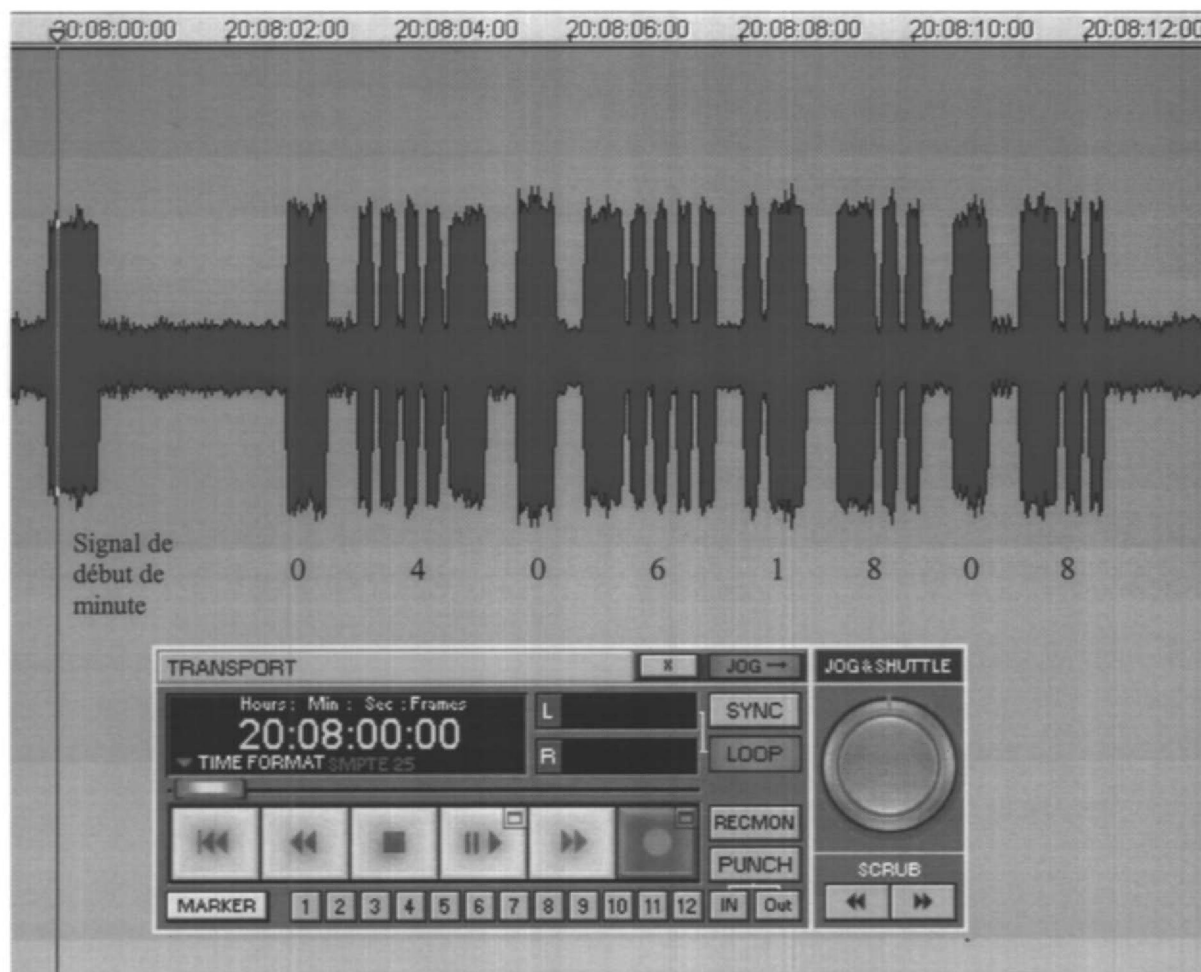 20:08:00:00 20:08:02:00 20:08:04:00 20:08:06:00 20:08:08:00 20:08:10:00 20:08:12:00
Signal de
début de
minute
0 4 0 6 1 8 0 8
TRANSPORT JOG JOG&SHUTTLE
Hours: Min : Sec : Frames
20:08:00:00
TIME FORMAT SMPTE 25
L
R
SYNC
LOOP
RECMON
PUNCH
SCRUB
MARKER 1 2 3 4 5 6 7 8 9 10 11 12 IN Out